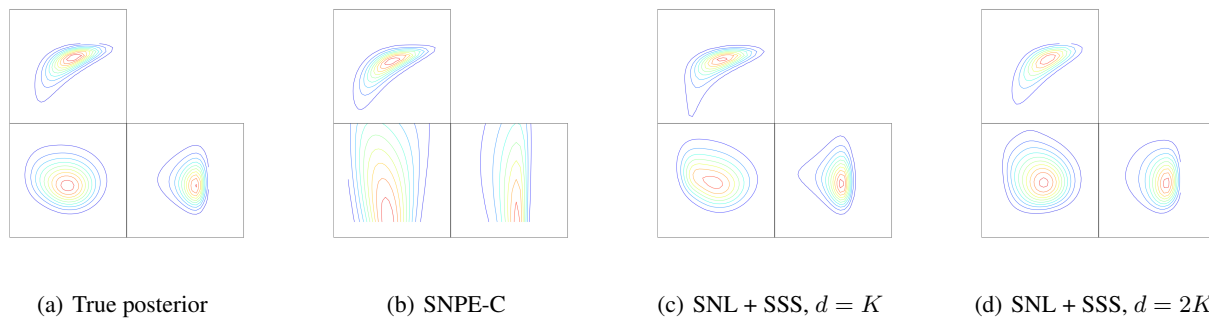 (a) True posterior
(b) SNPE-C
(c) SNL + SSS, d = K
(d) SNL + SSS, d = 2K